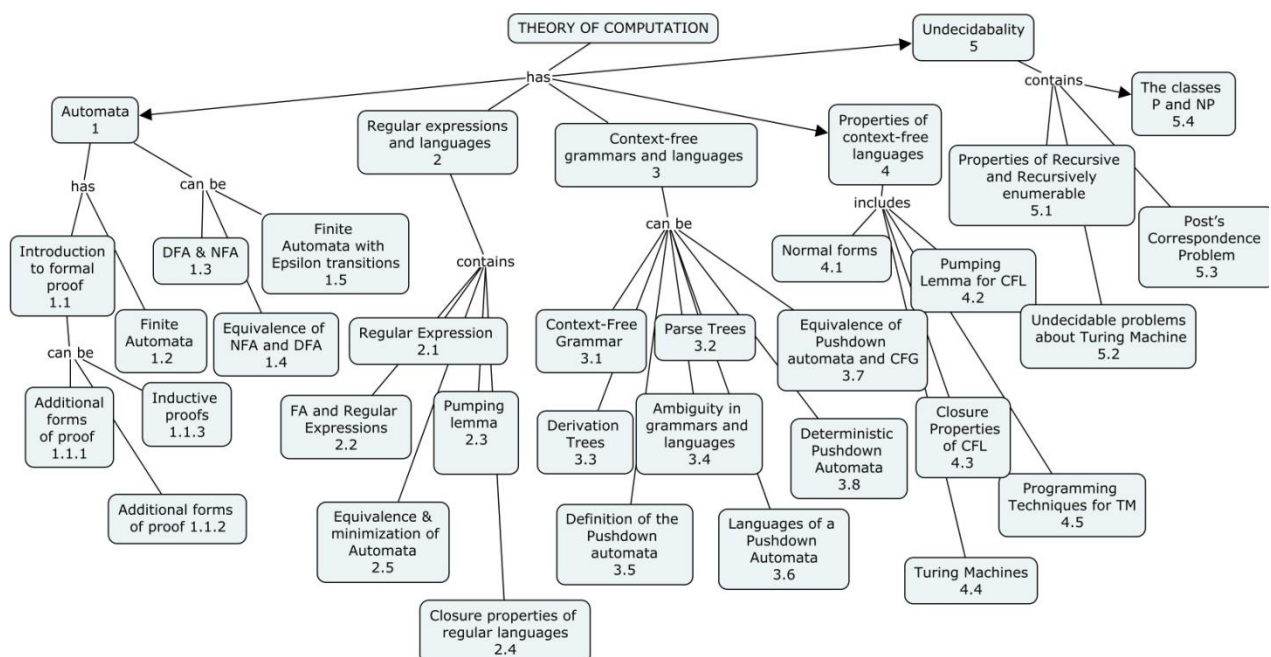 THEORY OF COMPUTATION
Undecidabality
5
has
contains
The classes
P and NP
5.4
Automata
1
Regular expressions
and languages
2
Context-free
grammars and languages
3
Properties of
context-free
languages
4
Properties of Recursive
and Recursively
enumerable
5.1
has
can be
includes
can be
Post's
Correspondence
Problem
5.3
Introduction
to formal
proof
1.1
DFA & NFA
1.3
Finite
Automata with
Epsilon transitions
1.5
contains
Normal forms
4.1
Pumping
Lemma for CFL
4.2
Finite
Automata
1.2
Equivalence of
NFA and DFA
1.4
Regular Expression
2.1
Context-Free
Grammar
3.1
Parse Trees
3.2
Equivalence of
Pushdown
automata and CFG
3.7
Undecidable problems
about Turing Machine
5.2
can be
Additional
forms
of proof
1.1.1
Inductive
proofs
1.1.3
FA and Regular
Expressions
2.2
Pumping
lemma
2.3
Derivation
Trees
3.3
Ambiguity in
grammars and
languages
3.4
Deterministic
Pushdown
Automata
3.8
Closure
Properties
of CFL
4.3
Additional forms
of proof 1.1.2
Equivalence &
minimization of
Automata
2.5
Definition of the
Pushdown
automata
3.5
Languages of a
Pushdown
Automata
3.6
Programming
Techniques for TM
4.5
Turing Machines
4.4
Closure properties of
regular languages
2.4